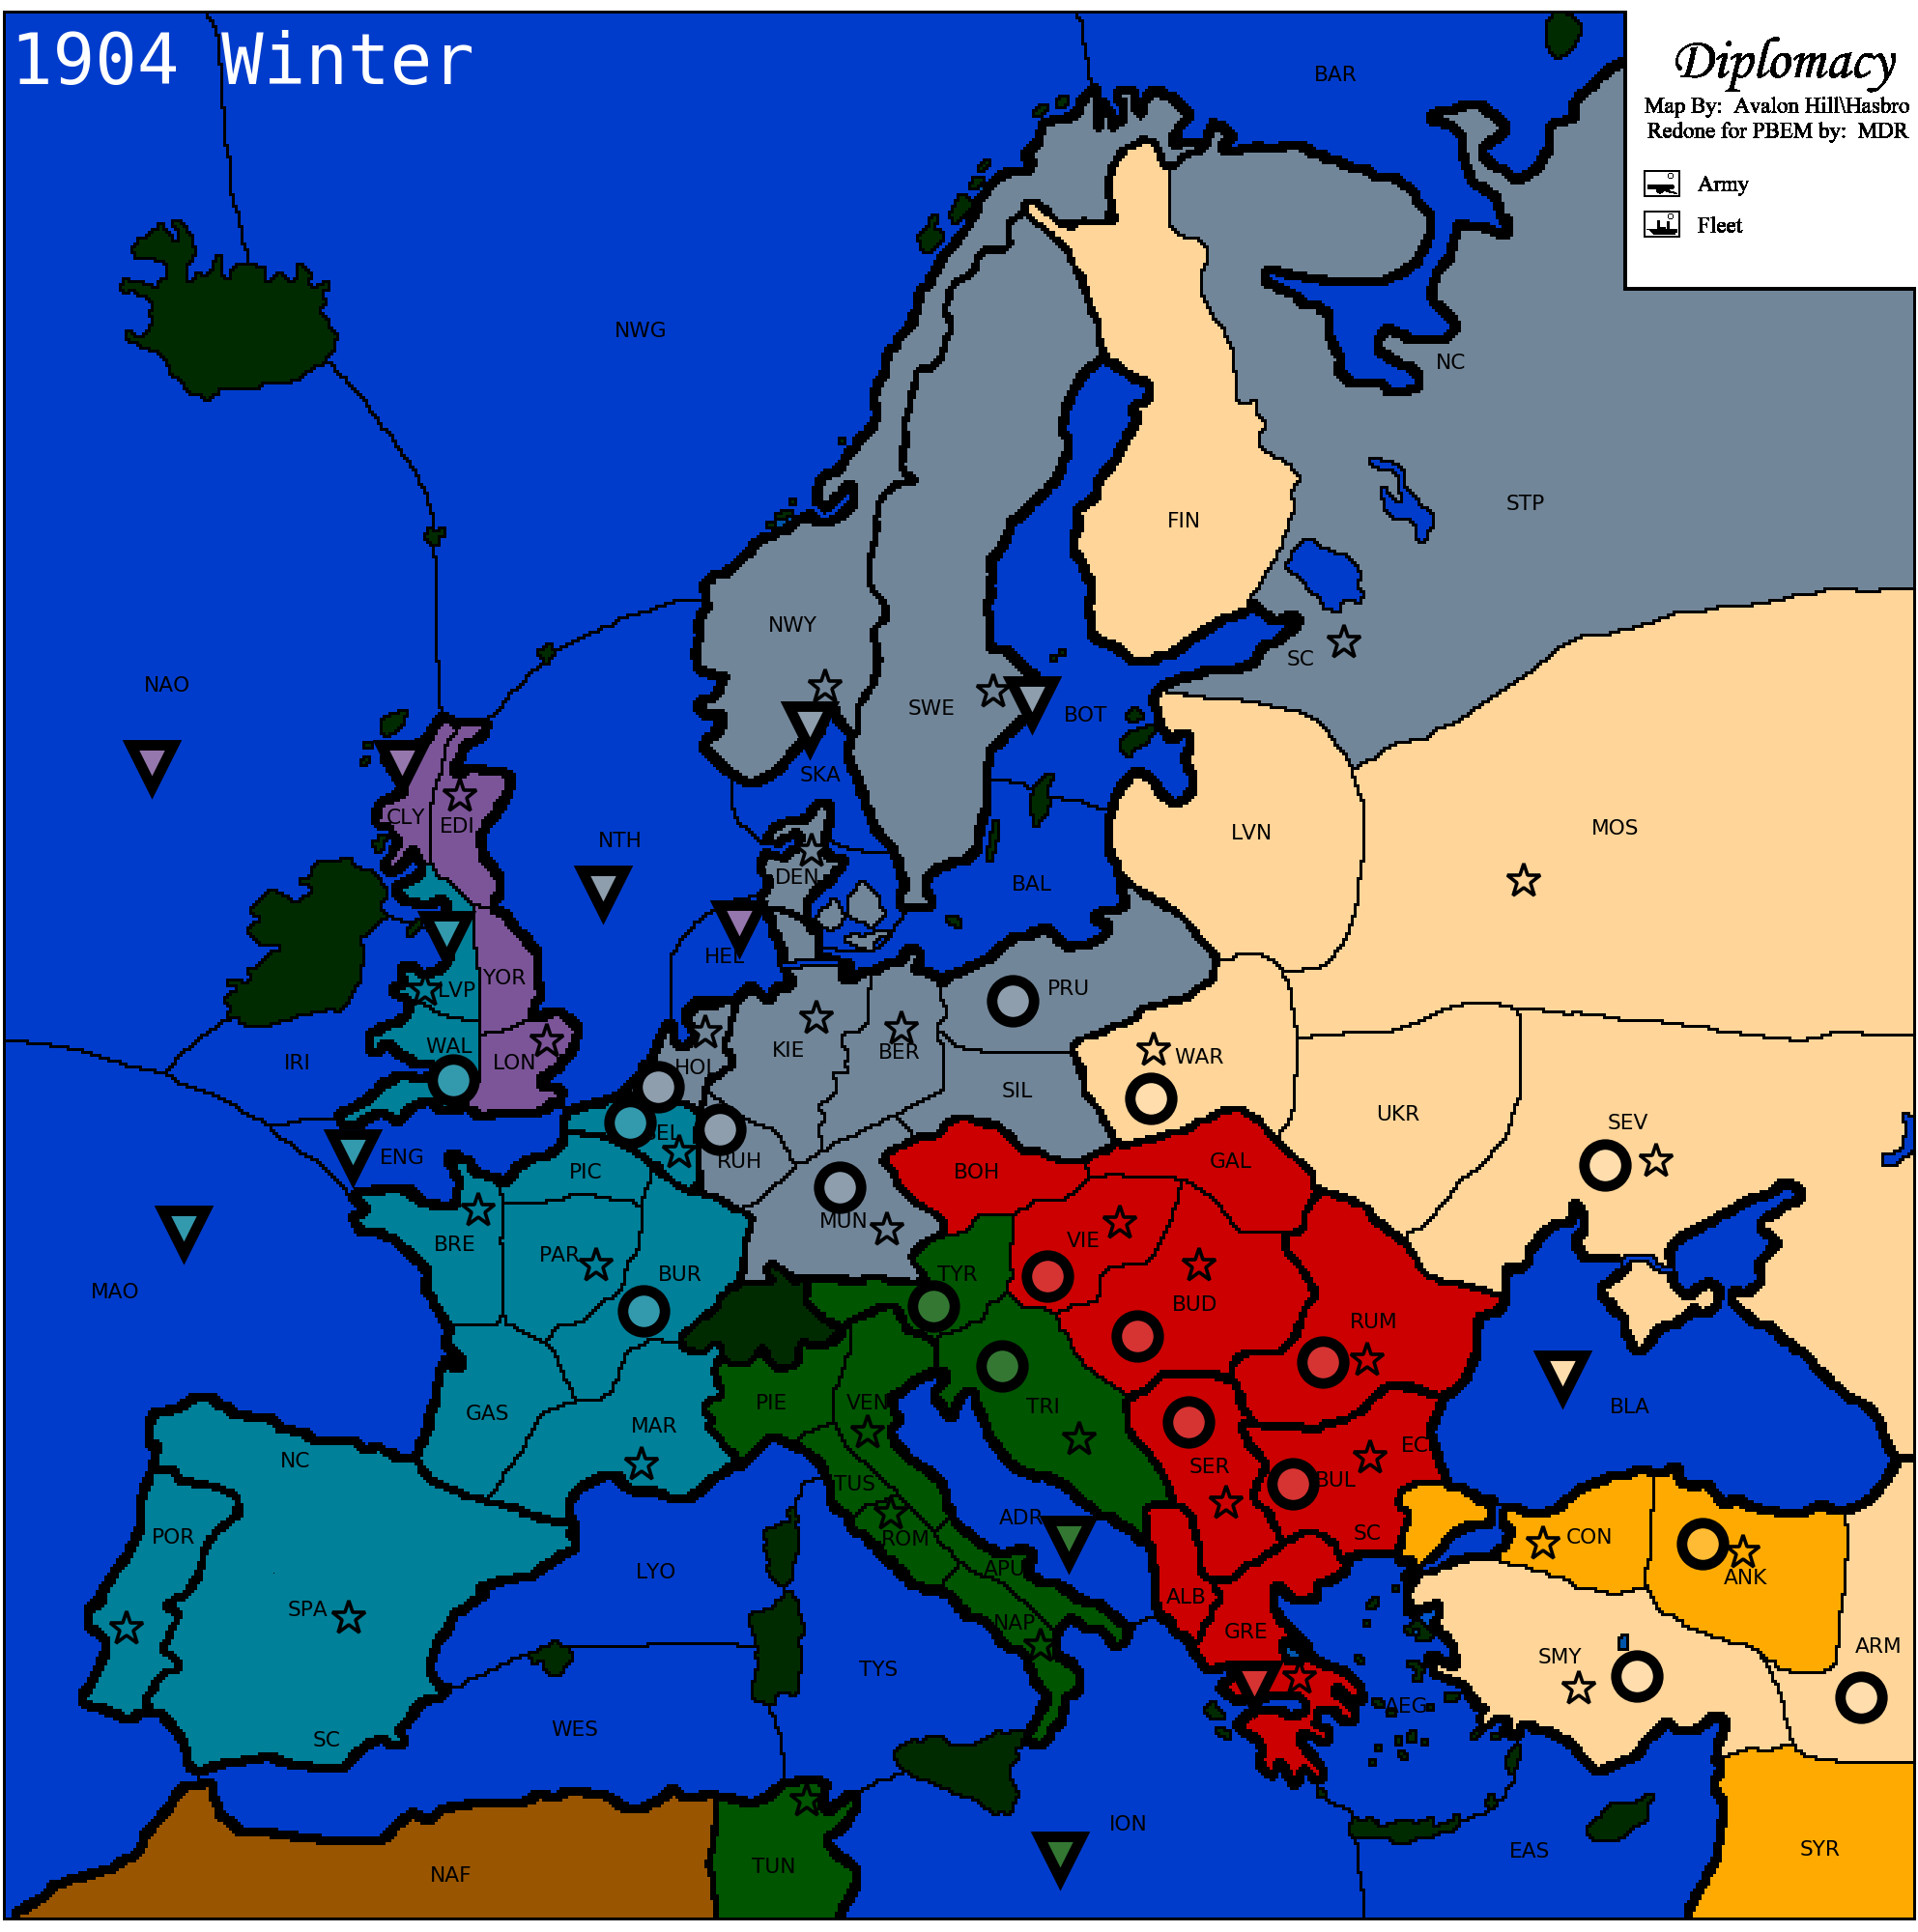 1904 Winter
Diplomacy
Map By: Avalon Hill\Hasbro
Redone for PBEM by: MDR
Army
Fleet
BAR
NWG
NC
STP
FIN
NAO
NWY
SC
SWE
BOT
SKA
CLY
EDI
NTH
LVN
MOS
DEN
BAL
HEL
YOR
LVP
PRU
WAL
IRI
LON
HOL
KIE
BER
WAR
SIL
UKR
SEV
ENG
BEL
PIC
RUH
BOH
GAL
MUN
BRE
PAR
BUR
VIE
TYR
MAO
BUD
RUM
GAS
MAR
PIE
VEN
TRI
BLA
NC
TUS
SER
BUL
EC
POR
ROM
ADR
SC
CON
ANK
LYO
APU
ALB
SPA
NAP
GRE
ARM
SMY
TYS
AEG
WES
SC
ION
EAS
SYR
NAF
TUN